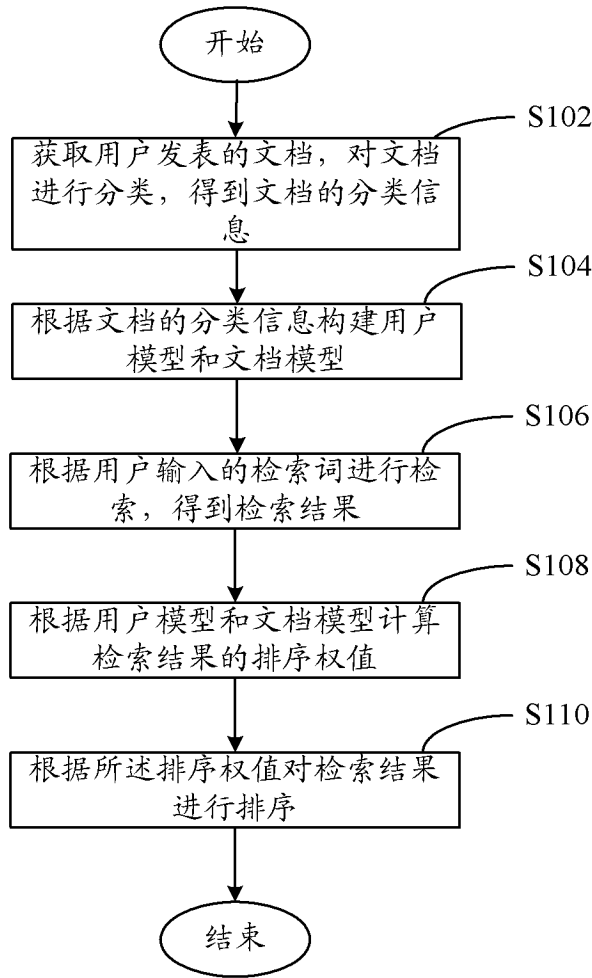 开始
S102
获取用户发表的文档，对文档
进行分类，得到文档的分类信
息
S104
根据文档的分类信息构建用户
模型和文档模型
S106
根据用户输入的检索词进行检
索，得到检索结果
S108
根据用户模型和文档模型计算
检索结果的排序权值
S110
根据所述排序权值对检索结果
进行排序
结束